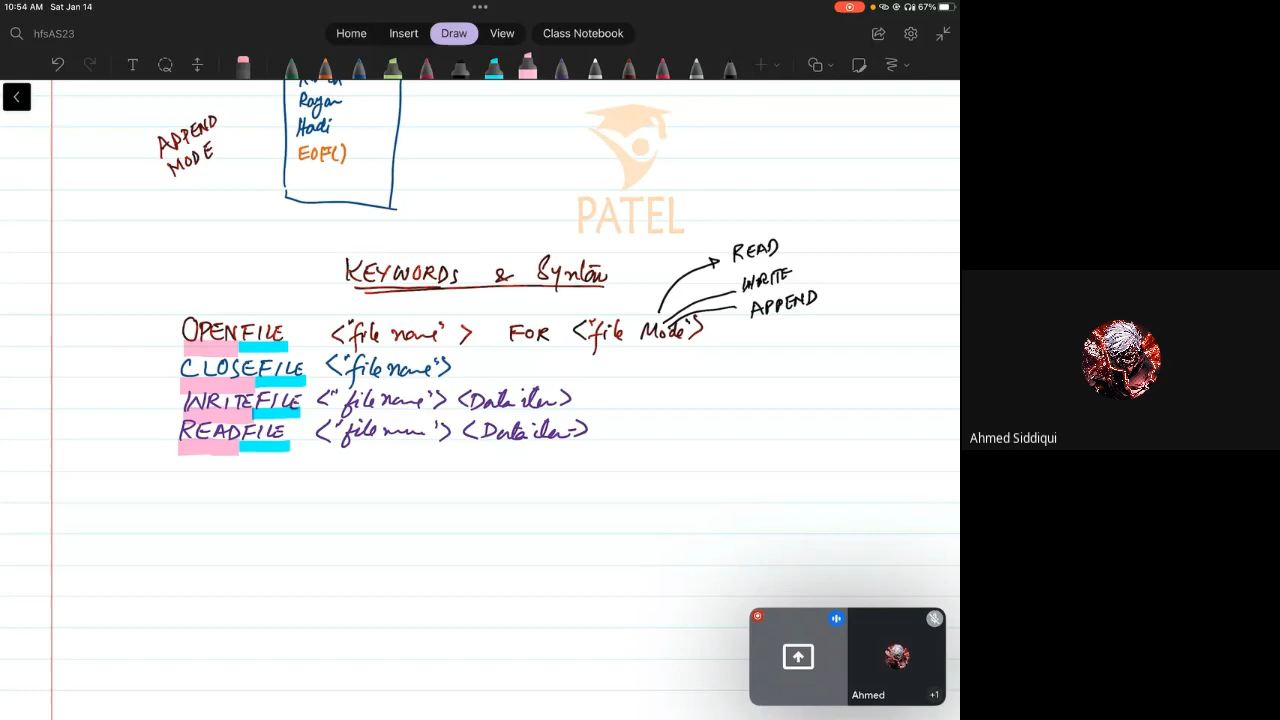 10:54 AM Sat Jan 14
67%
hfsAS23
Home Insert Draw View Class Notebook
Rayan
Hadi
EOF()
APPEND
MODE
PATEL
KEYWORDS & Syntax
READ
WRITE
APPEND
OPENFILE <"file name"> FOR <"file Mode">
CLOSEFILE <"file name">
WRITEFILE <"file name"> <Data item>
READFILE <"file name"> <Data item>
Ahmed Siddiqui
Ahmed
+1